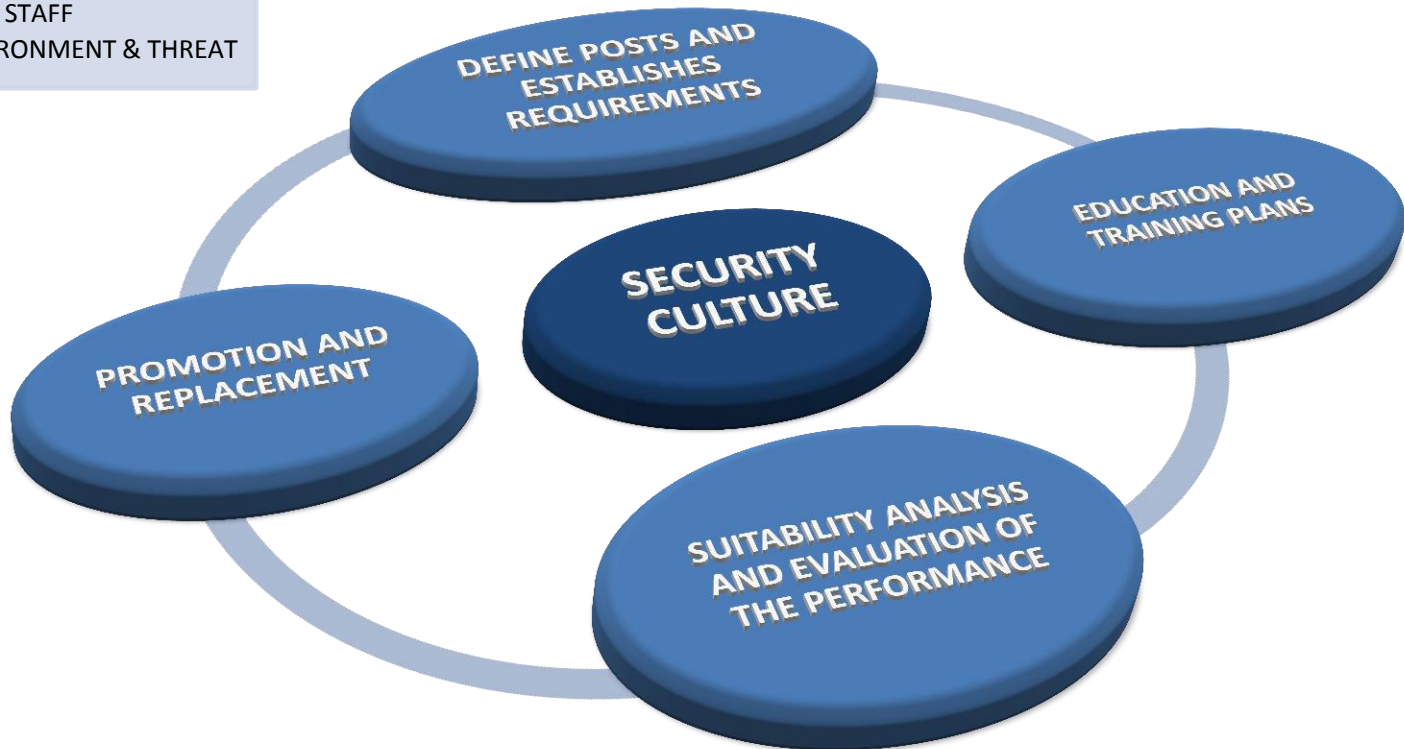 STAFF
& THREAT
DEFINE POSTS AND
ESTABLISHES
REQUIREMENTS
EDUCATION AND
TRAINING PLANS
SECURITY
CULTURE
PROMOTION AND
REPLACEMENT
SUITABILITY ANALYSIS
AND EVALUATION OF
THE PERFORMANCE